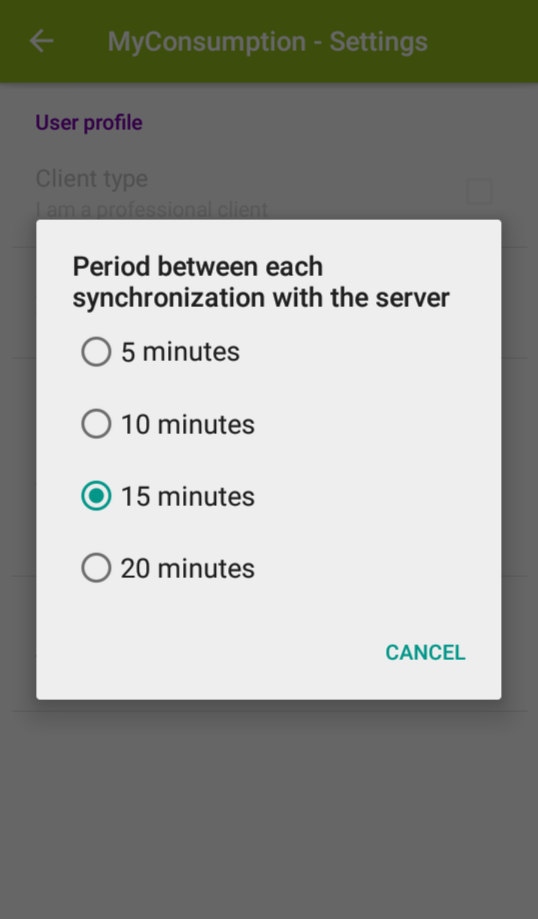 MyConsumption - Settings
User profile
Client type
I am a professional client
Period between each
synchronization with the server
5 minutes
10 minutes
15 minutes
20 minutes
CANCEL